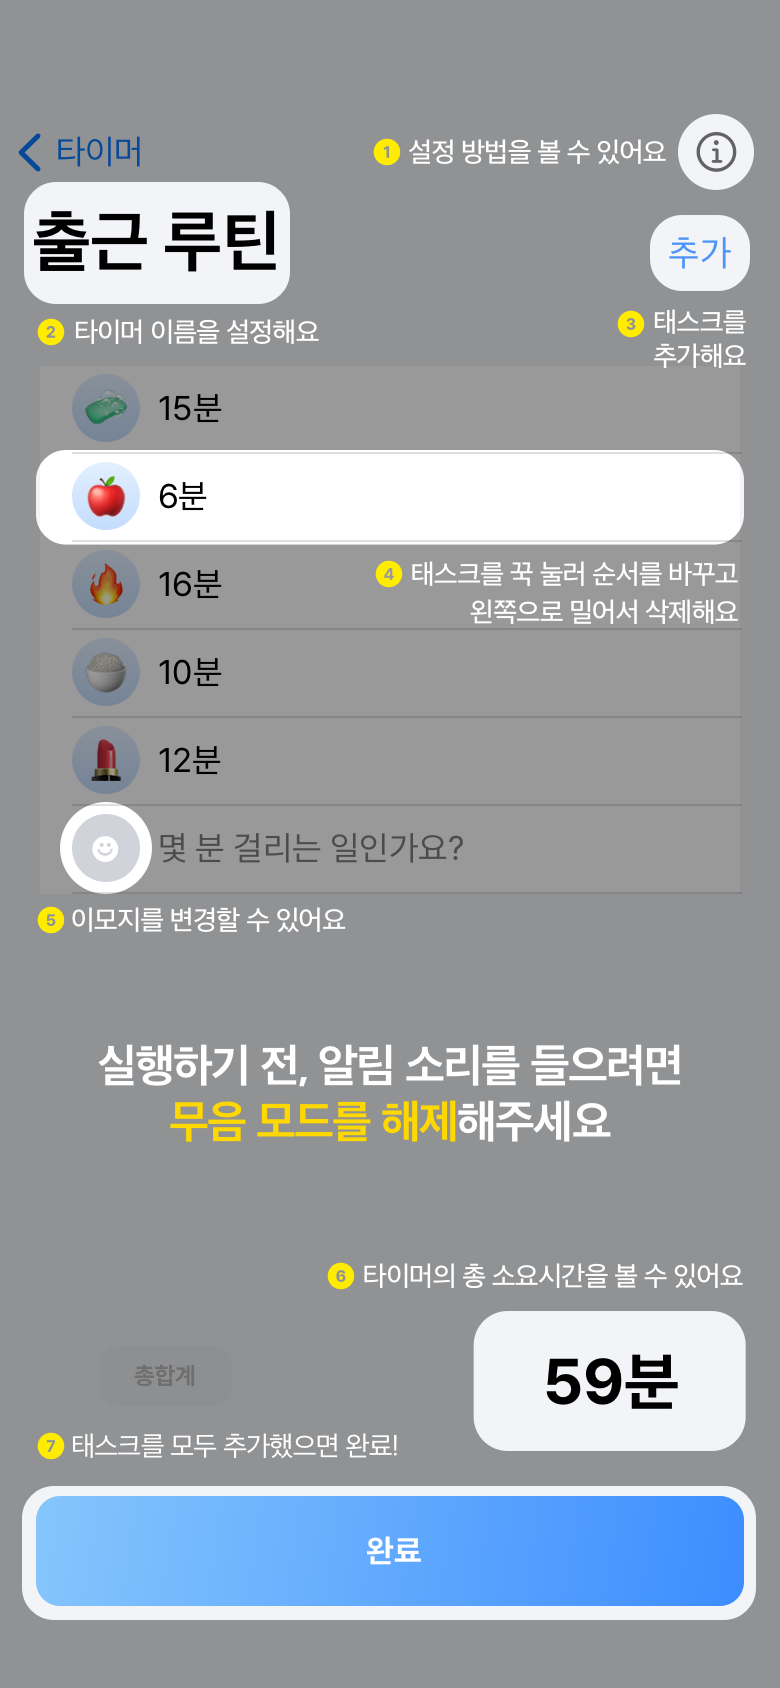 타이머
1 설정 방법을 볼 수 있어요
출근 루틴
추가
2 타이머 이름을 설정해요
3 태스크를
추가해요
15분
6분
16분
4 태스크를 꾹 눌러 순서를 바꾸고
왼쪽으로 밀어서 삭제해요
10분
12분
몇 분 걸리는 일인가요?
5 이모지를 변경할 수 있어요
실행하기 전, 알림 소리를 들으려면
무음 모드를 해제해주세요
6 타이머의 총 소요시간을 볼 수 있어요
총합계
59분
7 태스크를 모두 추가했으면 완료!
완료